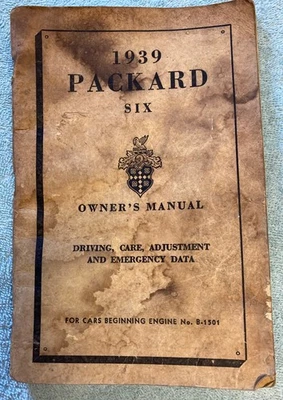 1939
PACKARD
SIX
OWNER'S MANUAL
DRIVING, CARE, ADJUSTMENT
AND EMERGENCY DATA
FOR CARS BEGINNING ENGINE No. B-1501